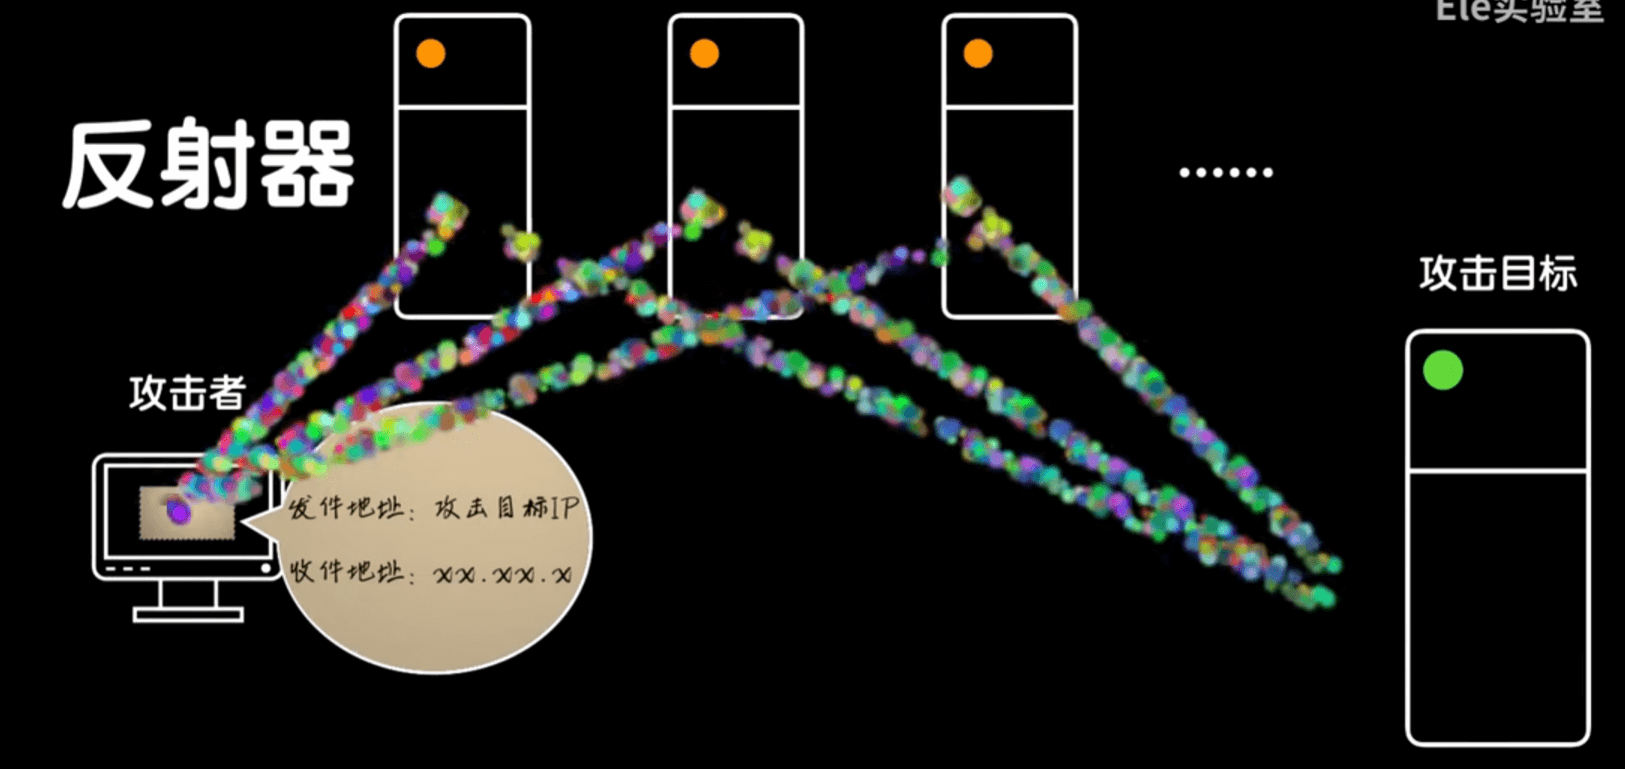 Ele实验室
反射器
......
攻击目标
攻击者
发件地址：攻击目标IP
收件地址：xx.xx.x